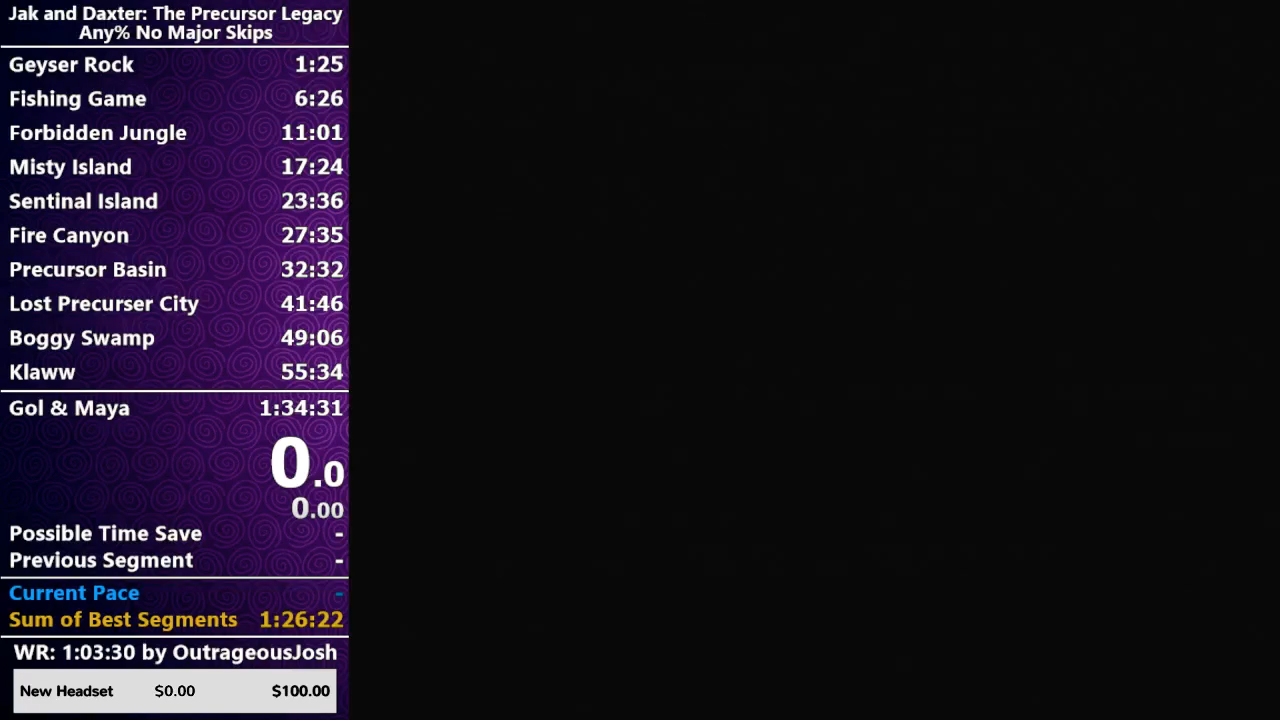 Jak and Daxter: The Precursor Legacy
Any% No Major Skips
Geyser Rock 1:25
Fishing Game 6:26
Forbidden Jungle 11:01
Misty Island 17:24
Sentinal Island 23:36
Fire Canyon 27:35
Precursor Basin 32:32
Lost Precurser City 41:46
Boggy Swamp 49:06
Klaww 55:34
Gol & Maya 1:34:31
0.0
0.00
Possible Time Save -
Previous Segment -
Current Pace -
Sum of Best Segments 1:26:22
WR: 1:03:30 by OutrageousJosh
New Headset $0.00 $100.00